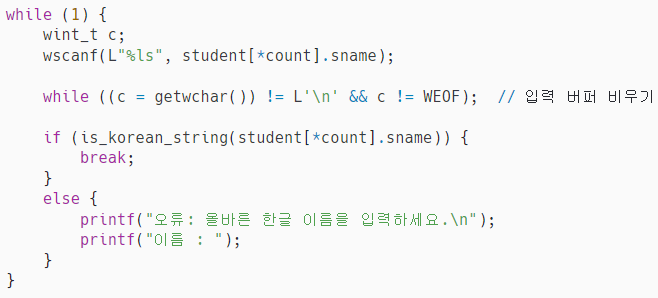 while (1) {
    wint_t c;
    wscanf(L"%ls", student[*count].sname);

    while ((c = getwchar()) != L'\n' && c != WEOF);  // 입력 버퍼 비우기

    if (is_korean_string(student[*count].sname)) {
        break;
    }
    else {
        printf("오류: 올바른 한글 이름을 입력하세요.\n");
        printf("이름 : ");
    }
}